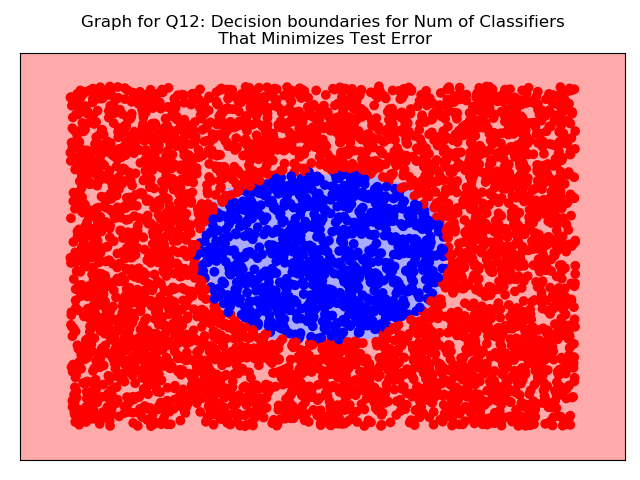 Graph for Q12: Decision boundaries for Num of Classifiers
That Minimizes Test Error